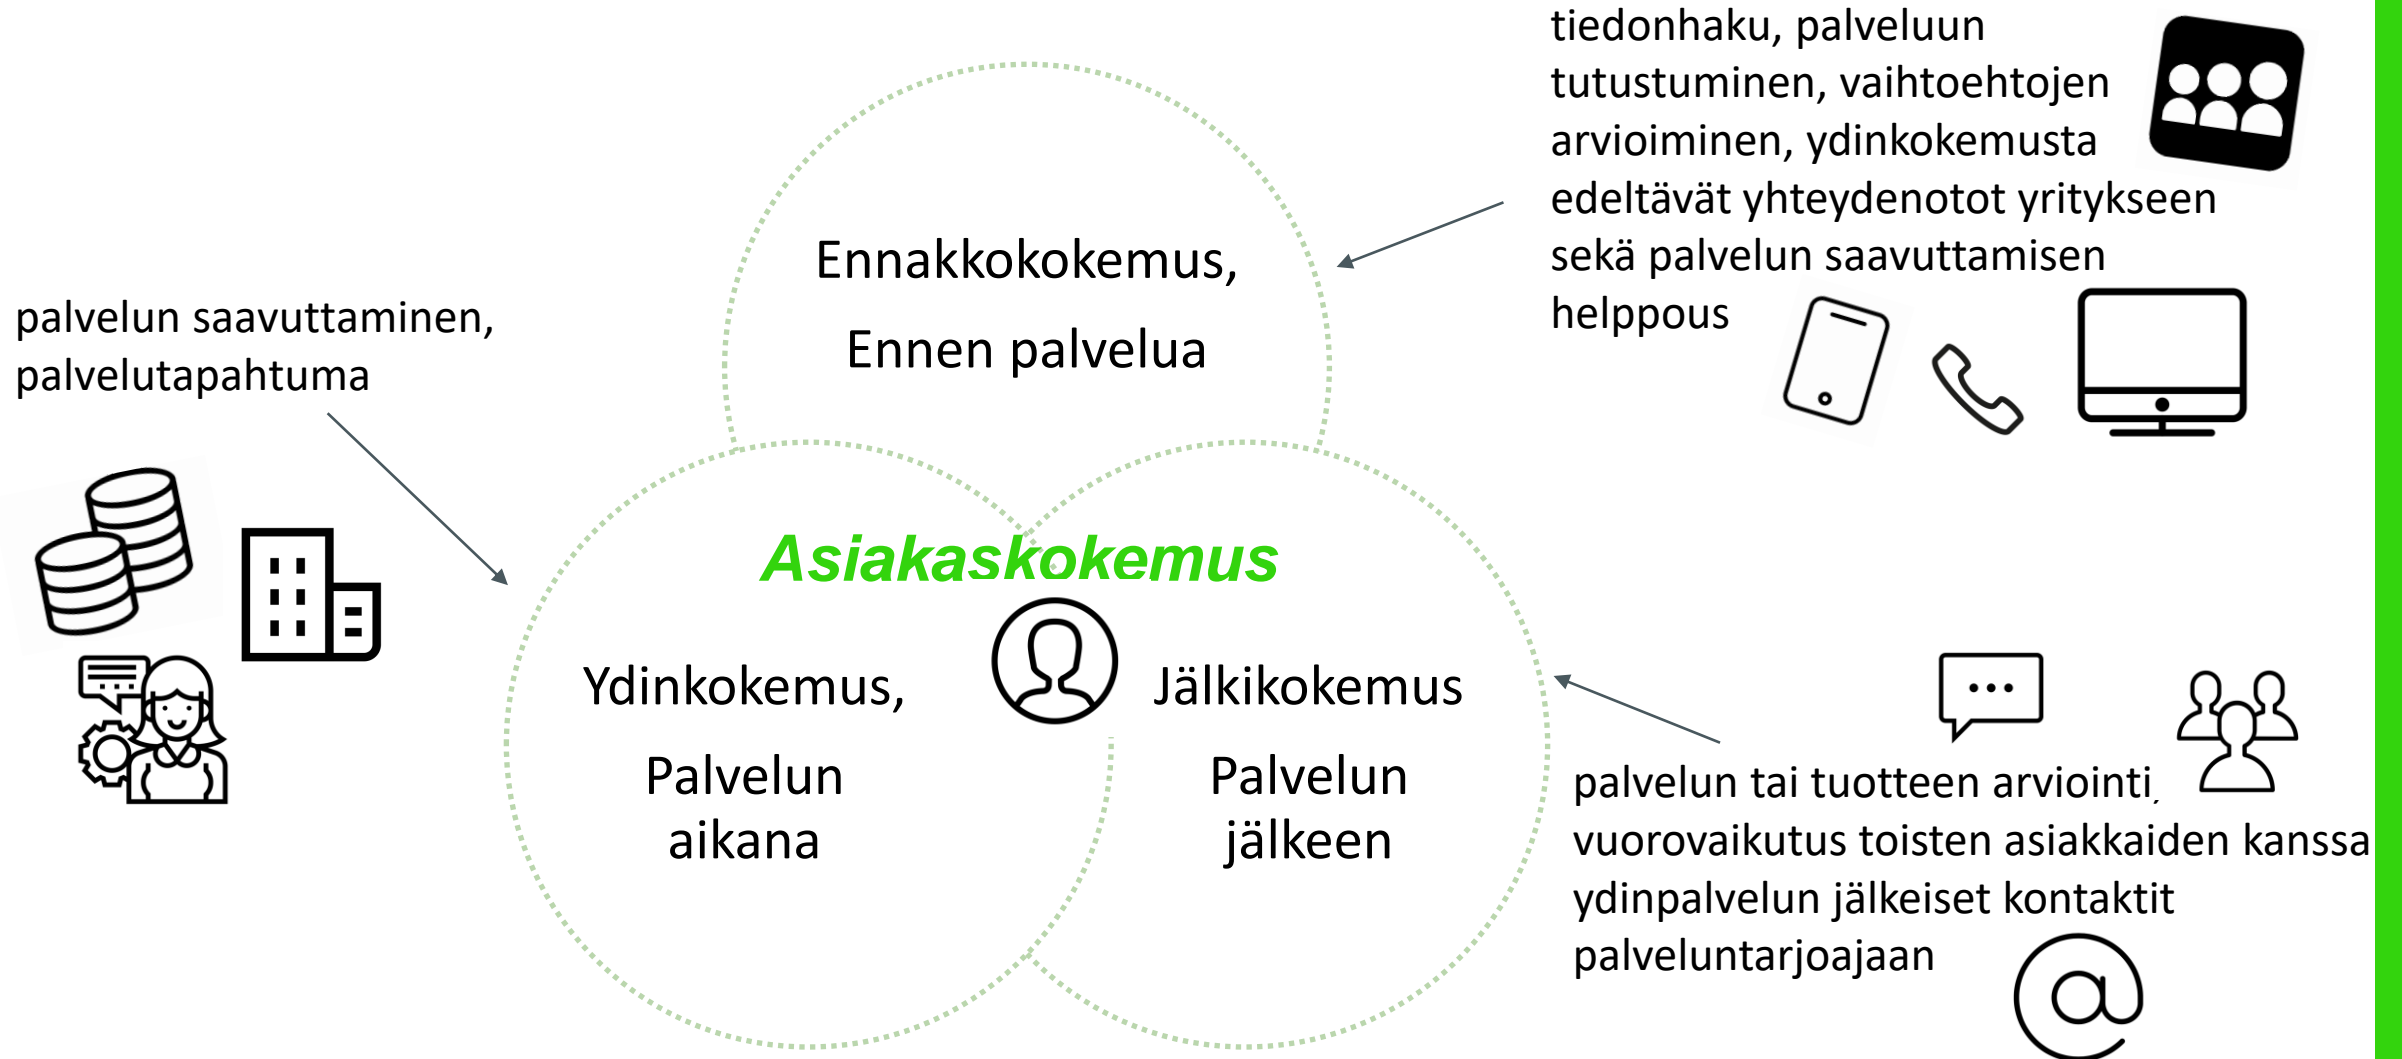 tiedonhaku, palveluun
tutustuminen, vaihtoehtojen
arvioiminen, ydinkokemusta
edeltävät yhteydenotot yritykseen
sekä palvelun saavuttamisen
helppous
Ennakkokokemus,
Ennen palvelua
palvelun saavuttaminen,
palvelutapahtuma
Asiakaskokemus
Ydinkokemus,
Palvelun
aikana
Jälkikokemus
Palvelun
jälkeen
palvelun tai tuotteen arviointi,
vuorovaikutus toisten asiakkaiden kanssa
ydinpalvelun jälkeiset kontaktit
palveluntarjoajaan